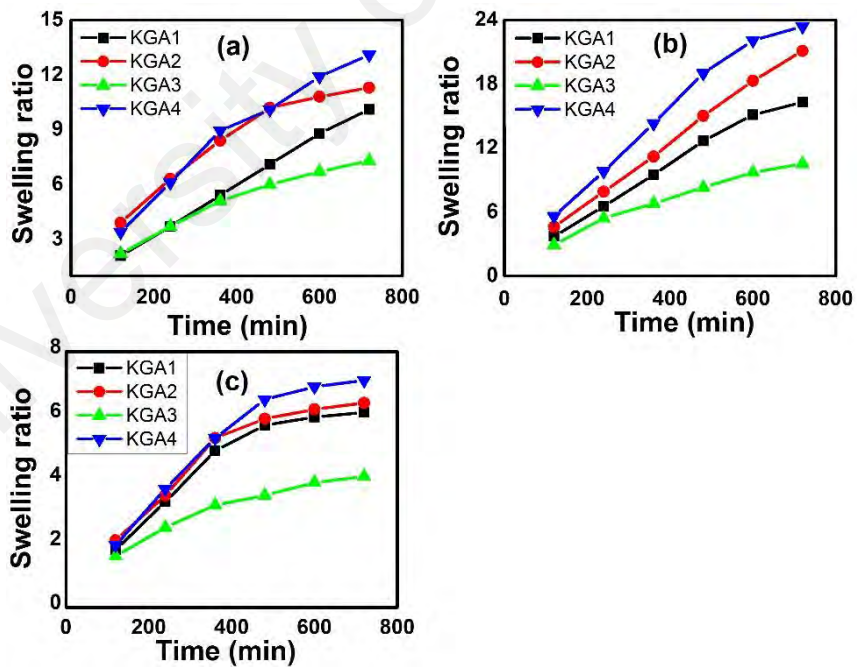 15
12
9
6
3
Swelling ratio
KGA1
KGA2
KGA3
KGA4
(a)
0 200 400 600 800
Time (min)
24
18
12
6
0
Swelling ratio
KGA1
KGA2
KGA3
KGA4
(b)
0 200 400 600 800
Time (min)
8
6
4
2
0
Swelling ratio
KGA1
KGA2
KGA3
KGA4
(c)
0 200 400 600 800
Time (min)